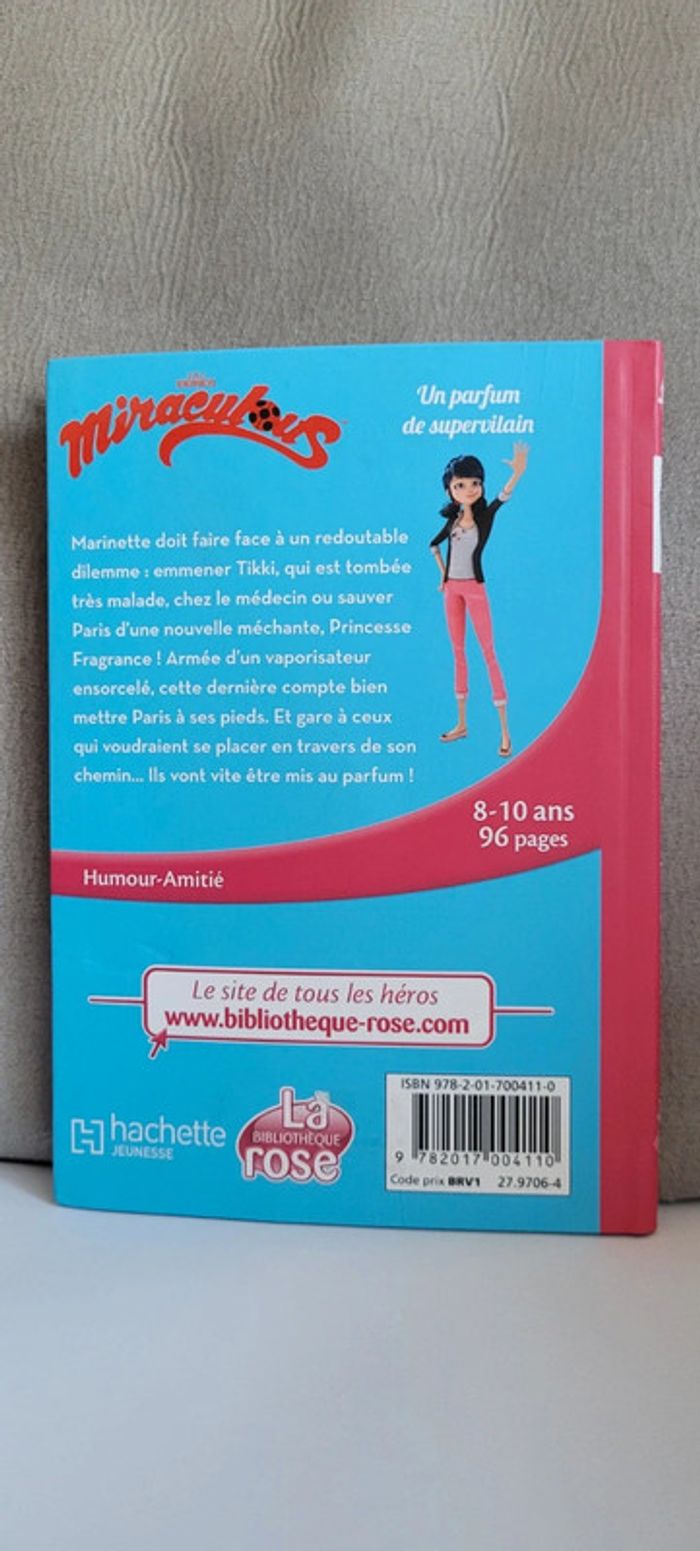 Miraculous
Un parfum
de supervilain
Marinette doit faire face à un redoutable
dilemme : emmener Tikki, qui est tombée
très malade, chez le médecin ou sauver
Paris d'une nouvelle méchante, Princesse
Fragrance ! Armée d'un vaporisateur
ensorcelé, cette dernière compte bien
mettre Paris à ses pieds. Et gare à ceux
qui voudraient se placer en travers de son
chemin... Ils vont vite être mis au parfum !
8-10 ans
96 pages
Humour-Amitié
Le site de tous les héros
www.bibliotheque-rose.com
hachette
JEUNESSE
La
BIBLIOTHÈQUE
rose
ISBN 978-2-01-700411-0
9 782017 004110
Code prix BRV1 27.9706-4